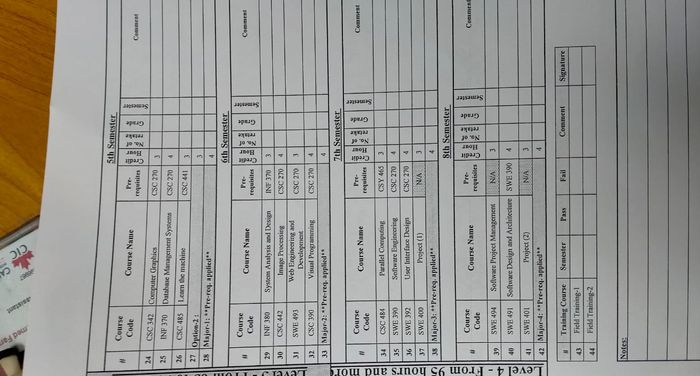 5th Semester
# Course Code Course Name Pre-requisites Credit Hour No. of retake Grade Semester Comment
24 CSC 342 Computer Graphics CSC 270 3
25 INF 370 Database Management Systems CSC 270 4
26 CSC 485 Learn the machine CSC 441 3
27 Option-2: 3
28 Major-1: **Pre-req. applied** 4
6th Semester
# Course Code Course Name Pre-requisites Credit Hour No. of retake Grade Semester Comment
29 INF 380 System Analysis and Design INF 370 3
30 CSC 442 Image Processing CSC 270 4
31 SWE 493 Web Engineering and Development CSC 270 3
32 CSC 390 Visual Programming CSC 270 4
33 Major-2: **Pre-req. applied** 4
7th Semester
# Course Code Course Name Pre-requisites Credit Hour No. of retake Grade Semester Comment
34 CSC 484 Parallel Computing CSY 465 3
35 SWE 390 Software Engineering CSC 270 4
36 SWE 392 User Interface Design CSC 270 4
37 SWE 400 Project (1) N/A 3
38 Major-3: **Pre-req. applied** 4
Level 4 - From 95 hours and more
8th Semester
# Course Code Course Name Pre-requisites Credit Hour No. of retake Grade Semester Comment
39 SWE 494 Software Project Management N/A 3
40 SWE 491 Software Design and Architecture SWE 390 4
41 SWE 401 Project (2) N/A 3
42 Major-4: **Pre-req. applied** 4
# Training Course Semester Pass Fail Comment Signature
43 Field Training-1
44 Field Training-2
Notes:
CIC